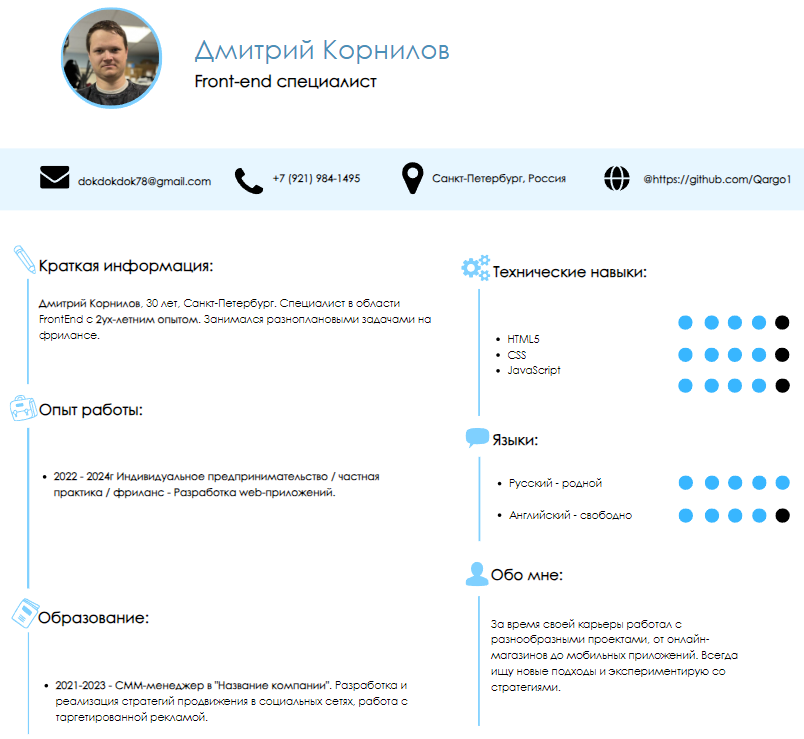 Дмитрий Корнилов
Front-end специалист
dokdokdok78@gmail.com
+7 (921) 984-1495
Санкт-Петербург, Россия
@https://github.com/Qargo1
Краткая информация:
Дмитрий Корнилов, 30 лет, Санкт-Петербург. Специалист в области
FrontEnd с 2ух-летним опытом. Занимался разноплановыми задачами на
фрилансе.
Опыт работы:
2022 - 2024г Индивидуальное предпринимательство / частная
практика / фриланс - Разработка web-приложений.
Образование:
2021-2023 - СММ-менеджер в "Название компании". Разработка и
реализация стратегий продвижения в социальных сетях, работа с
таргетированной рекламой.
Технические навыки:
HTML5
CSS
JavaScript
Языки:
Русский - родной
Английский - свободно
Обо мне:
За время своей карьеры работал с
разнообразными проектами, от онлайн-
магазинов до мобильных приложений. Всегда
ищу новые подходы и экспериментирую со
стратегиями.